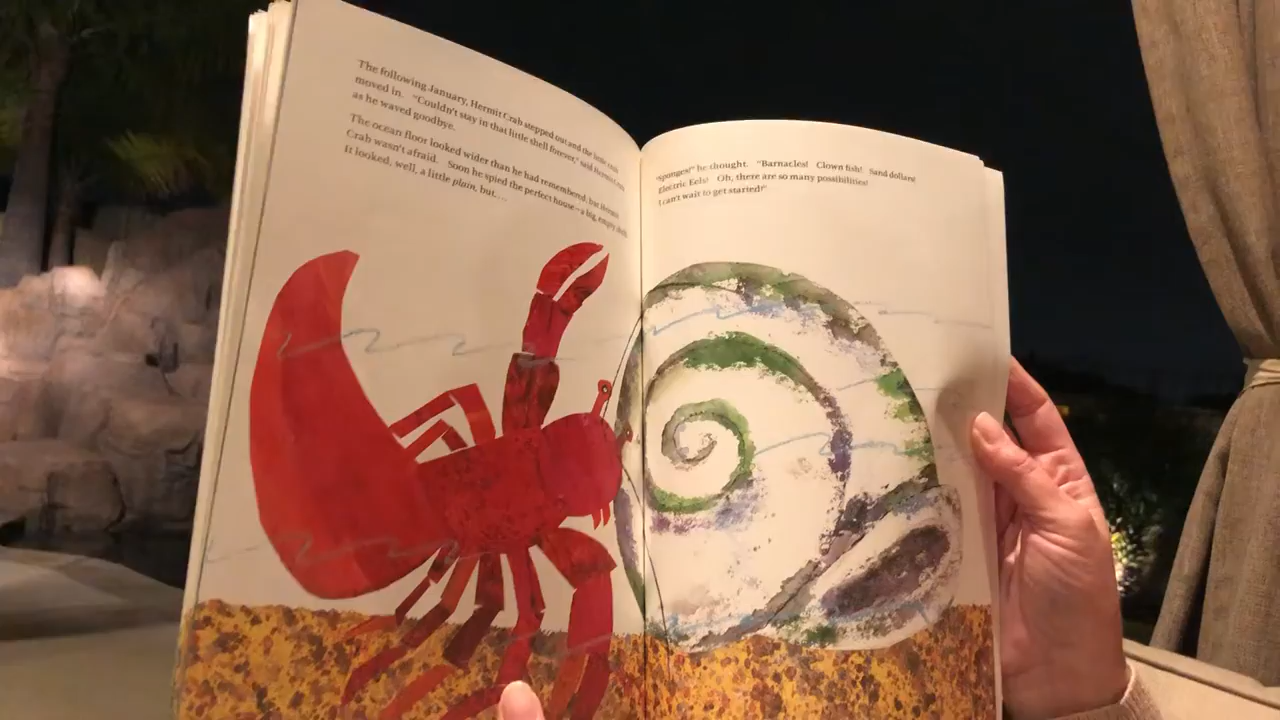 The following January, Hermit Crab stepped out and the little crab
moved in. "Couldn't stay in that little shell forever," said Hermit Crab
as he waved goodbye.
The ocean floor looked wider than he had remembered, but Hermit
Crab wasn't afraid. Soon he spied the perfect house—a big, empty shell.
It looked, well, a little plain, but....
"Sponges!" he thought. "Barnacles! Clown fish! Sand dollars!
Electric Eels! Oh, there are so many possibilities!
I can't wait to get started!"